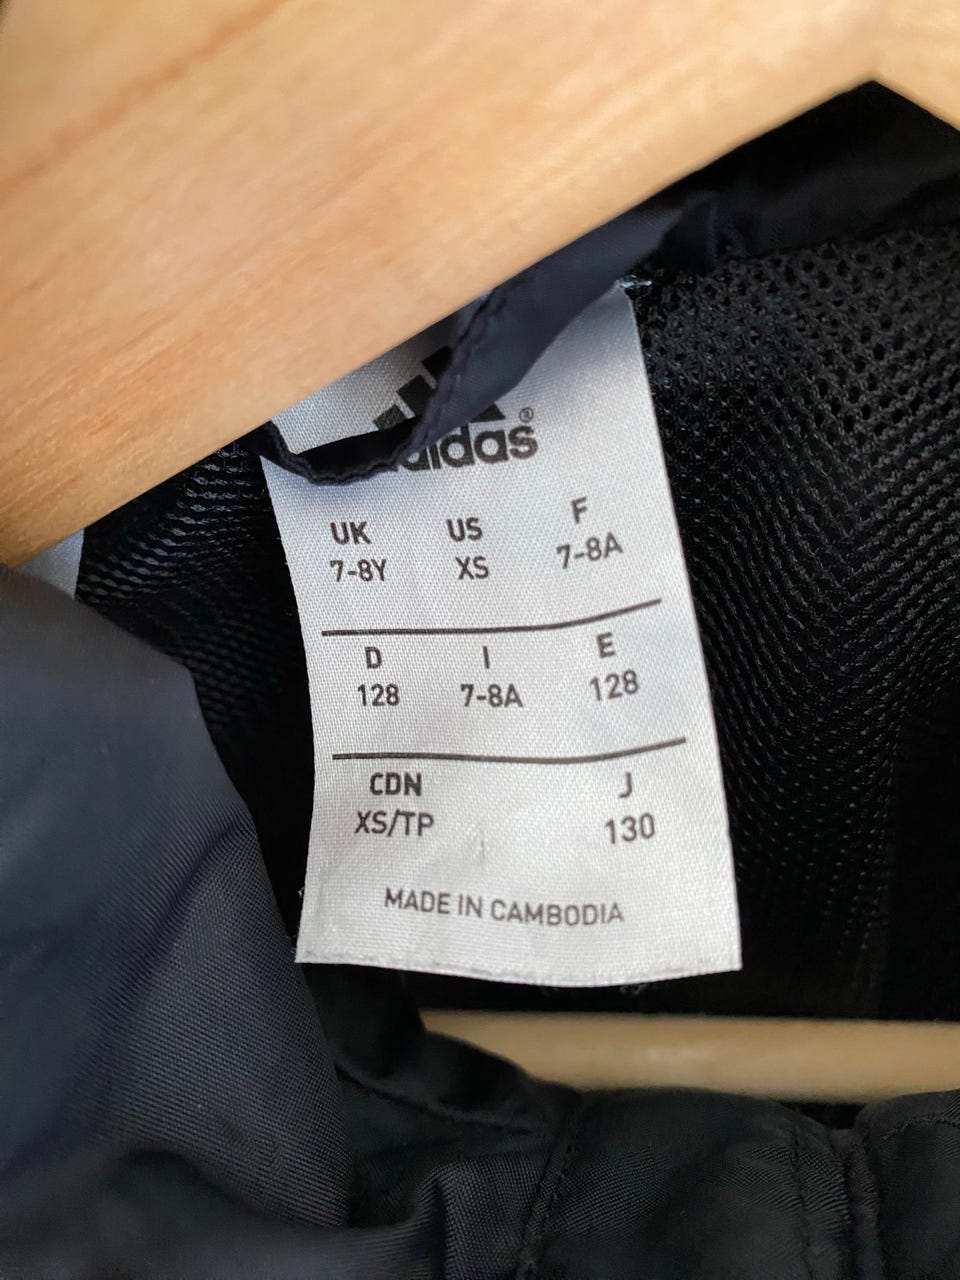 adidas®
UK US F
7-8Y XS 7-8A
D I E
128 7-8A 128
CDN J
XS/TP 130
MADE IN CAMBODIA